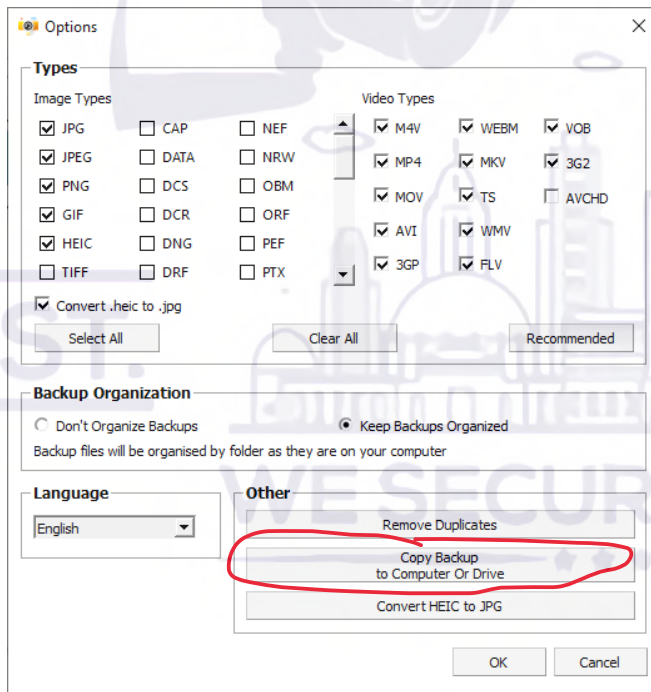 Options
Types
Image Types
Video Types
JPG CAP NEF M4V WEBM VOB
JPEG DATA NRW MP4 MKV 3G2
PNG DCS OBM MOV TS AVCHD
GIF DCR ORF AVI WMV
HEIC DNG PEF 3GP FLV
TIFF DRF PTX
Convert .heic to .jpg
Select All Clear All Recommended
Backup Organization
Don't Organize Backups Keep Backups Organized
Backup files will be organised by folder as they are on your computer
Language
English
Other
Remove Duplicates
Copy Backup
to Computer Or Drive
Convert HEIC to JPG
OK Cancel
ST.
WE SECUR